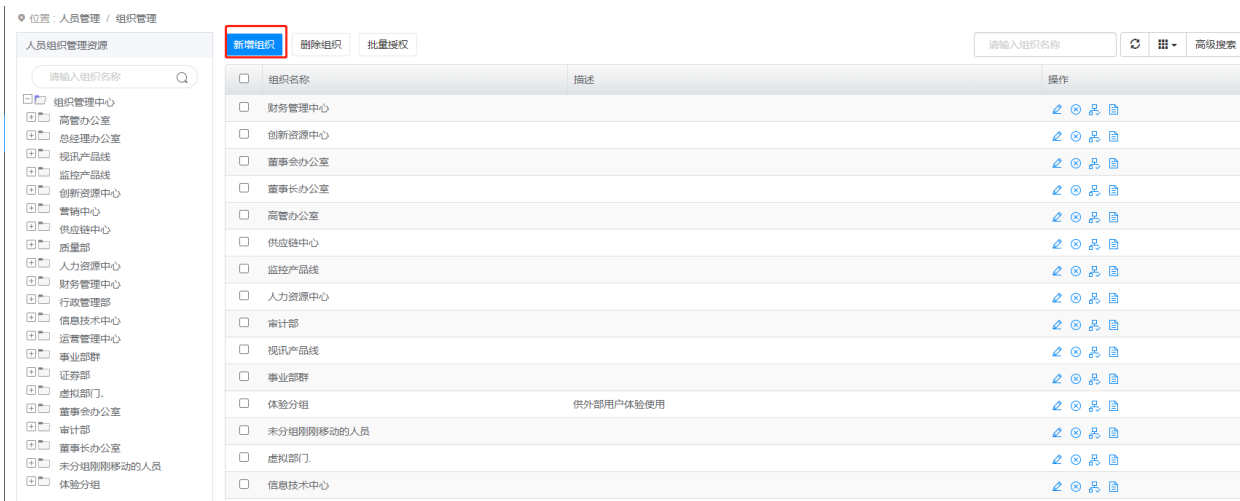 位置：人员管理 / 组织管理
人员组织管理资源
请输入组织名称
组织管理中心
高管办公室
总经理办公室
视讯产品线
监控产品线
创新资源中心
营销中心
供应链中心
质量部
人力资源中心
财务管理中心
行政管理部
信息技术中心
运营管理中心
事业部群
证券部
虚拟部门.
董事会办公室
审计部
董事长办公室
未分组刚刚移动的人员
体验分组
新增组织 删除组织 批量授权 请输入组织名称 高级搜索
组织名称 描述 操作
财务管理中心
创新资源中心
董事会办公室
董事长办公室
高管办公室
供应链中心
监控产品线
人力资源中心
审计部
视讯产品线
事业部群
体验分组 供外部用户体验使用
未分组刚刚移动的人员
虚拟部门.
信息技术中心